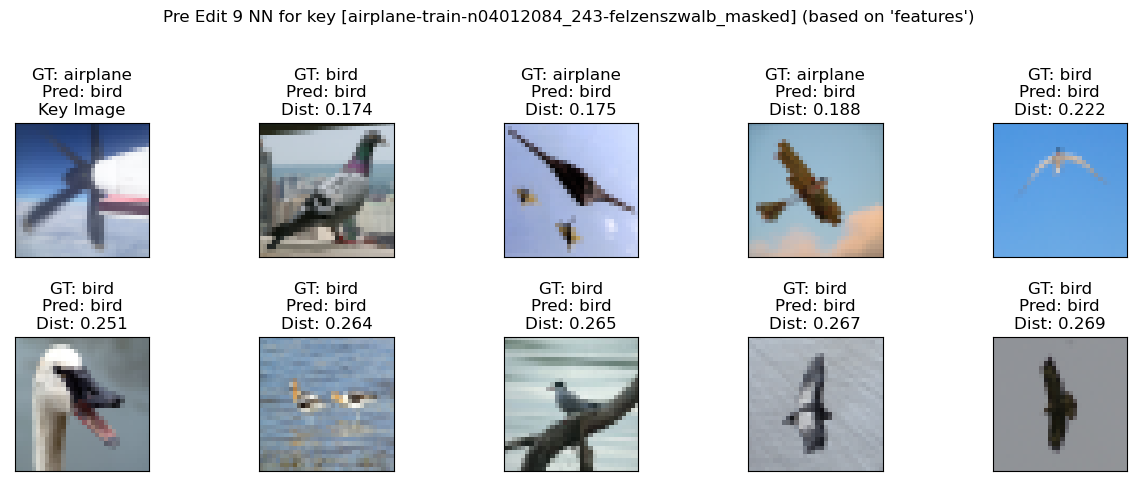 Pre Edit 9 NN for key [airplane-train-n04012084_243-felzenszwalb_masked] (based on 'features')
GT: airplane
Pred: bird
Key Image
GT: bird
Pred: bird
Dist: 0.174
GT: airplane
Pred: bird
Dist: 0.175
GT: airplane
Pred: bird
Dist: 0.188
GT: bird
Pred: bird
Dist: 0.222
GT: bird
Pred: bird
Dist: 0.251
GT: bird
Pred: bird
Dist: 0.264
GT: bird
Pred: bird
Dist: 0.265
GT: bird
Pred: bird
Dist: 0.267
GT: bird
Pred: bird
Dist: 0.269